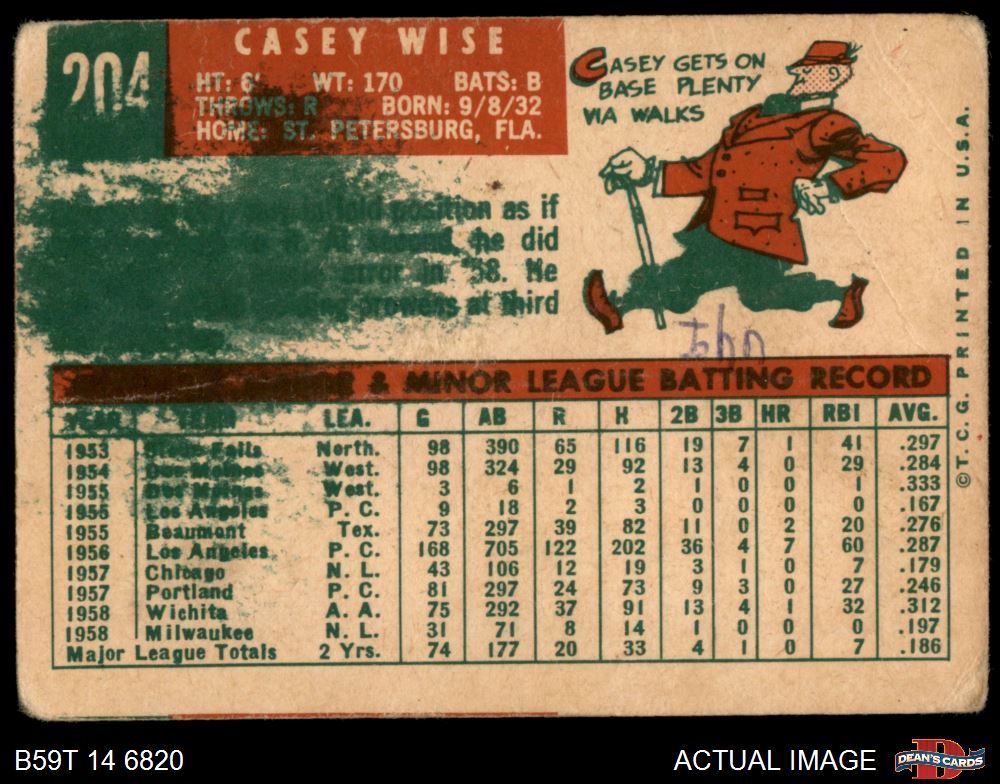 204
CASEY WISE
HT: 6' WT: 170 BATS: B
THROWS: R BORN: 9/8/32
HOME: ST. PETERSBURG, FLA.
CASEY GETS ON
BASE PLENTY
VIA WALKS
position as if
second, he did
error in '58. He
prowess at third
& MINOR LEAGUE BATTING RECORD
YEAR TEAM LEA. G AB R H 2B 3B HR RBI AVG.
1953 Falls North. 98 390 65 116 19 7 1 41 .297
1954 Des Moines West. 98 324 29 92 13 4 0 29 .284
1955 Des Moines West. 3 6 1 2 1 0 0 1 .333
1955 Los Angeles P. C. 9 18 2 3 0 0 0 0 .167
1955 Beaumont Tex. 73 297 39 82 11 0 2 20 .276
1956 Los Angeles P. C. 168 705 122 202 36 4 7 60 .287
1957 Chicago N. L. 43 106 12 19 3 1 0 7 .179
1957 Portland P. C. 81 297 24 73 9 3 0 27 .246
1958 Wichita A. A. 75 292 37 91 13 4 1 32 .312
1958 Milwaukee N. L. 31 71 8 14 1 0 0 0 .197
Major League Totals 2 Yrs. 74 177 20 33 4 1 0 7 .186
© T. C. G. PRINTED IN U.S.A.
B59T 14 6820
ACTUAL IMAGE
DEAN'S CARDS